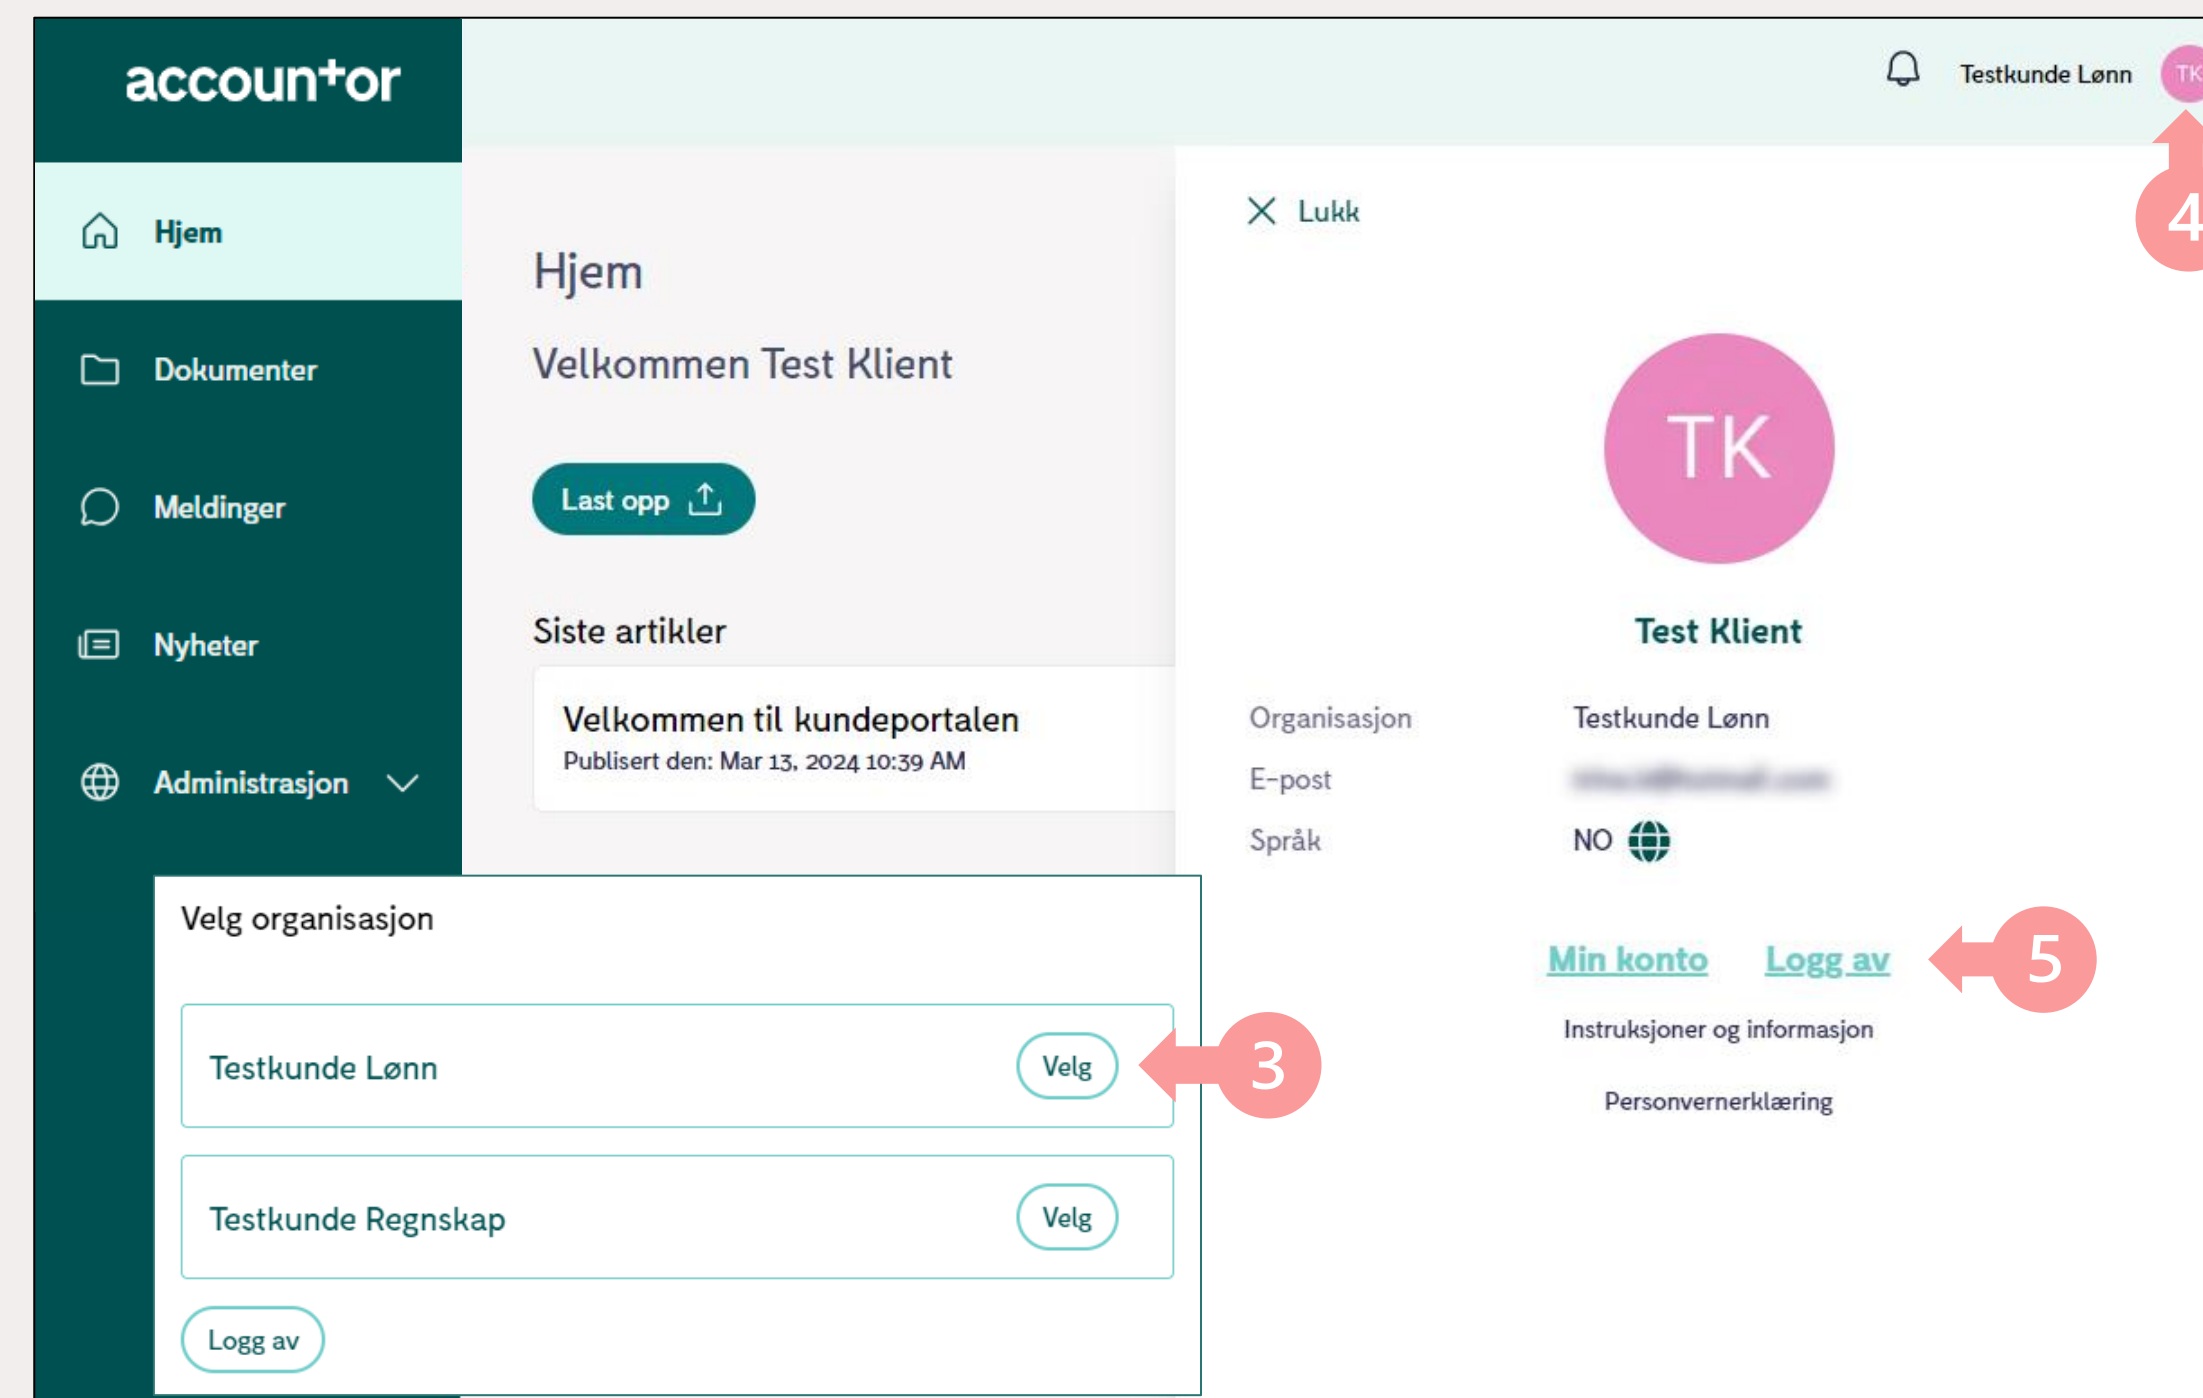 accountor
Testkunde Lønn
TK
4
Hjem
Dokumenter
Meldinger
Nyheter
Administrasjon
Hjem
Velkommen Test Klient
Last opp
Siste artikler
Velkommen til kundeportalen
Publisert den: Mar 13, 2024 10:39 AM
Lukk
TK
Test Klient
Organisasjon Testkunde Lønn
E-post
Språk NO
Min konto Logg av
5
Instruksjoner og informasjon
Personvernerklæring
Velg organisasjon
Testkunde Lønn Velg
3
Testkunde Regnskap Velg
Logg av